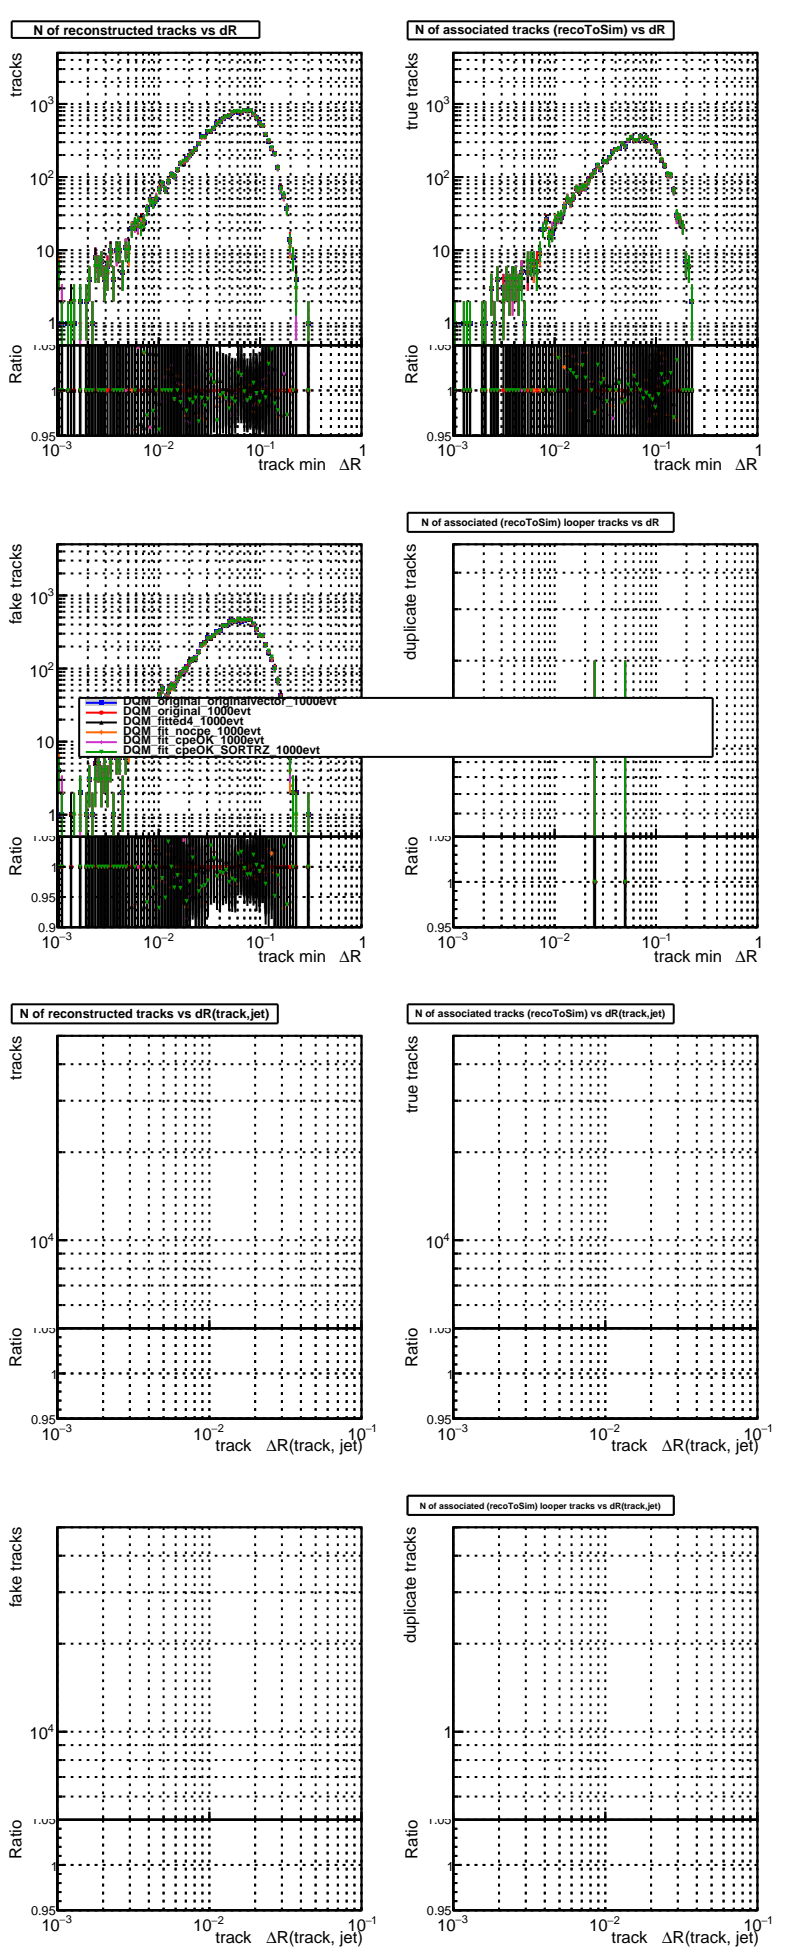 N of reconstructed tracks vs dR
tracks
10³
10²
10
1
1.05
Ratio
1
0.95
10⁻³ 10⁻² 10⁻¹ 1
track min ΔR
N of associated tracks (recoToSim) vs dR
true tracks
10³
10²
10
1
1.05
Ratio
1
0.95
10⁻³ 10⁻² 10⁻¹ 1
track min ΔR
fake tracks
10³
10²
10
1
1.05
Ratio
1
0.95
0.9
10⁻³ 10⁻² 10⁻¹ 1
track min ΔR
N of associated (recoToSim) looper tracks vs dR
duplicate tracks
1.05
Ratio
1
0.95
10⁻³ 10⁻² 10⁻¹ 1
track min ΔR
DQM_original_originalvector_1000evt
DQM_original_1000evt
DQM_fitted4_1000evt
DQM_fit_nocpe_1000evt
DQM_fit_cpeOK_1000evt
DQM_fit_cpeOK_SORTRZ_1000evt
N of reconstructed tracks vs dR(track,jet)
tracks
10⁴
1.05
Ratio
1
0.95
10⁻³ 10⁻² 10⁻¹
track ΔR(track, jet)
N of associated tracks (recoToSim) vs dR(track,jet)
true tracks
10⁴
1.05
Ratio
1
0.95
10⁻³ 10⁻² 10⁻¹
track ΔR(track, jet)
fake tracks
10⁴
1.05
Ratio
1
0.95
10⁻³ 10⁻² 10⁻¹
track ΔR(track, jet)
N of associated (recoToSim) looper tracks vs dR(track,jet)
duplicate tracks
1
1.05
Ratio
1
0.95
10⁻³ 10⁻² 10⁻¹
track ΔR(track, jet)